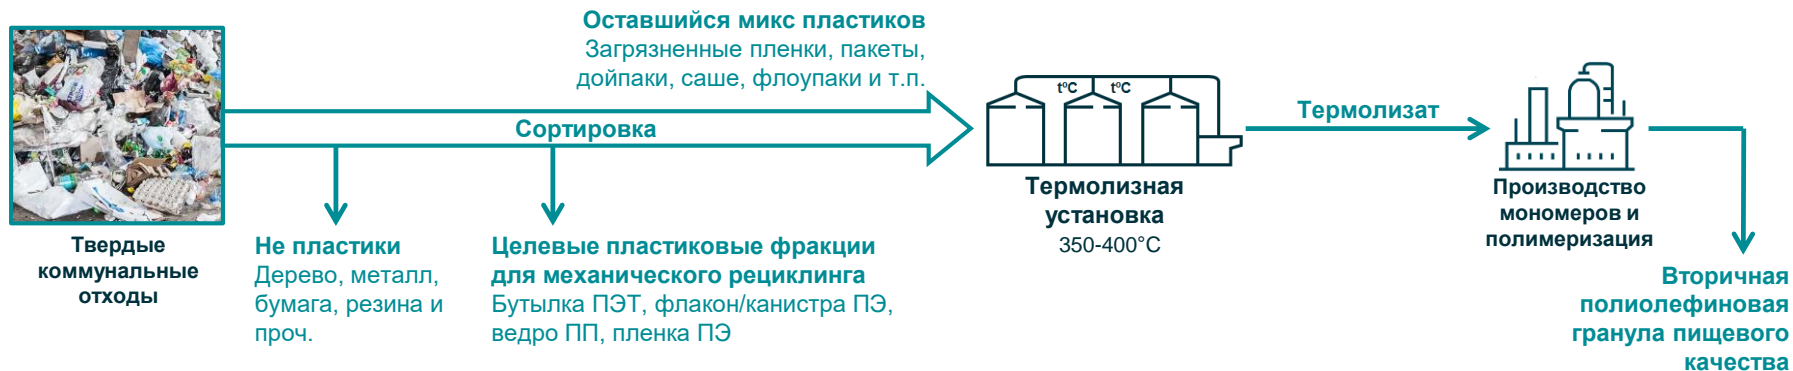 Оставшийся микс пластиков
Загрязненные пленки, пакеты,
дойпаки, саше, флоупаки и т.п.
Сортировка
Твердые
коммунальные
отходы
Не пластики
Дерево, металл,
бумага, резина и
проч.
Целевые пластиковые фракции
для механического рециклинга
Бутылка ПЭТ, флакон/канистра ПЭ,
ведро ПП, пленка ПЭ
tºC tºC
Термолизная
установка
350-400°C
Термолизат
Производство
мономеров и
полимеризация
Вторичная
полиолефиновая
гранула пищевого
качества